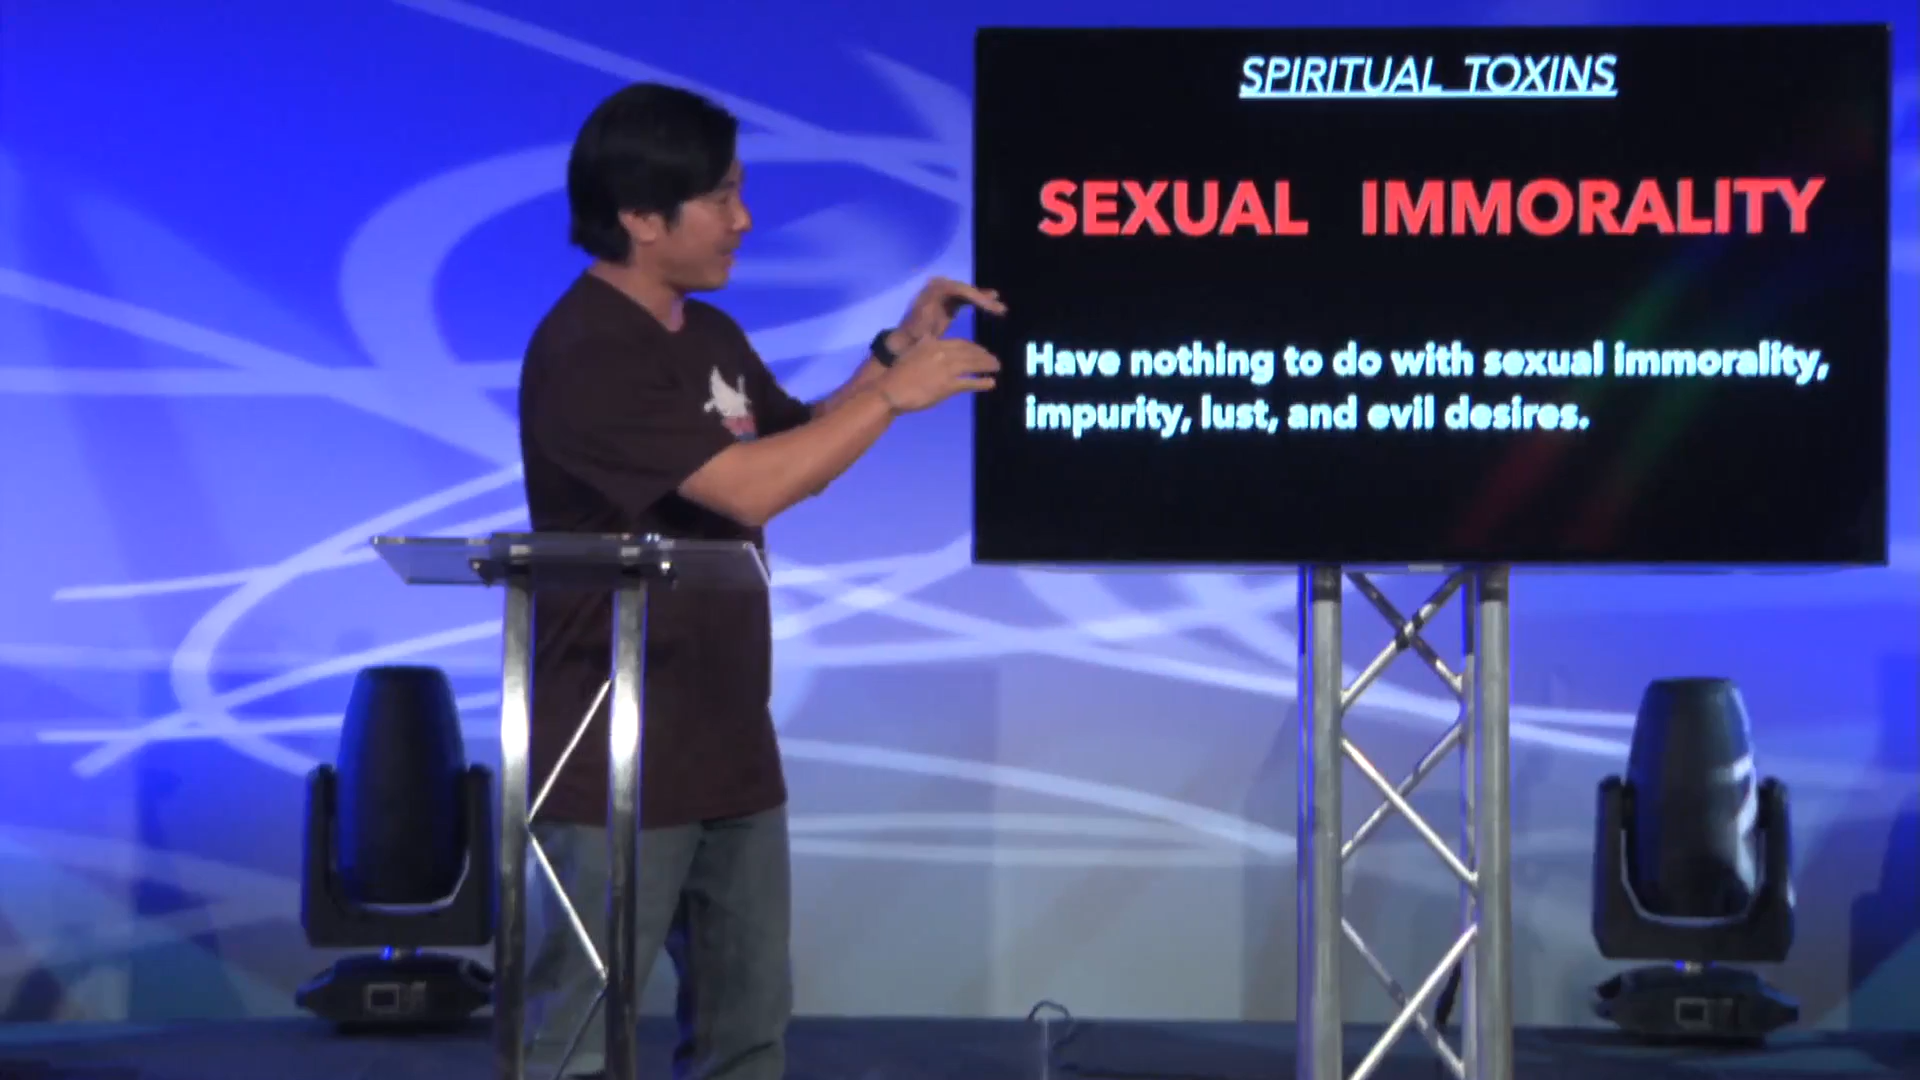 SPIRITUAL TOXINS
SEXUAL IMMORALITY
Have nothing to do with sexual immorality,
impurity, lust, and evil desires.